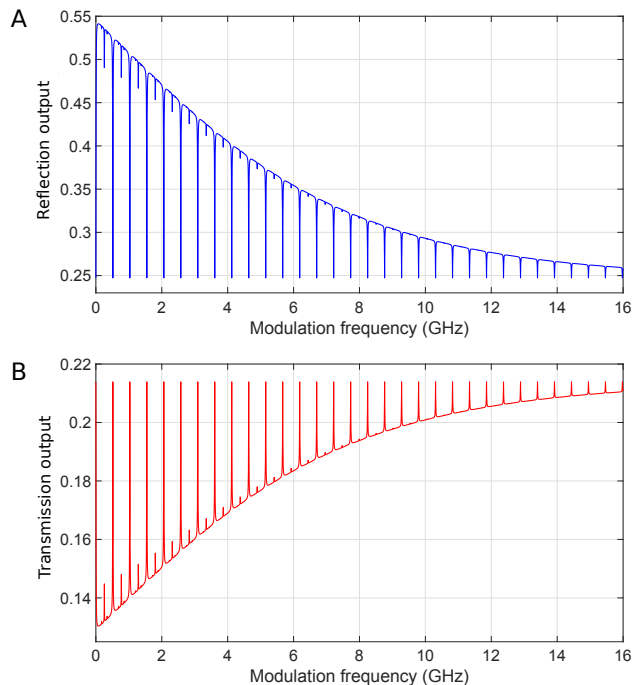 A
0.55
0.5
0.45
0.4
0.35
0.3
0.25
Reflection output
0 2 4 6 8 10 12 14 16
Modulation frequency (GHz)
B
0.22
0.2
0.18
0.16
0.14
Transmission output
0 2 4 6 8 10 12 14 16
Modulation frequency (GHz)